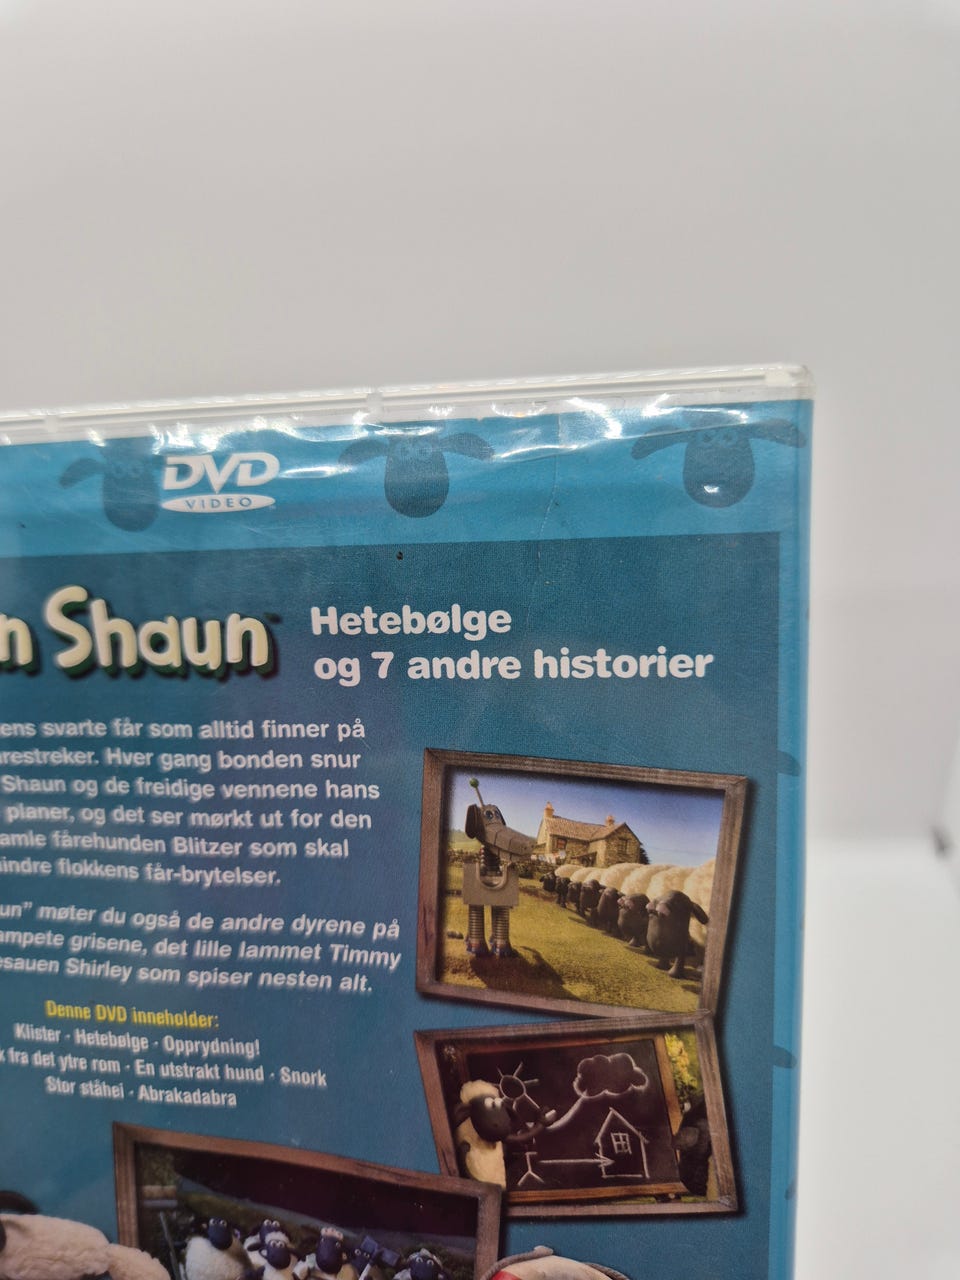 DVD
VIDEO
n Shaun™
Hetebølge
og 7 andre historier
ens svarte får som alltid finner på
restreker. Hver gang bonden snur
Shaun og de freidige vennene hans
planer, og det ser mørkt ut for den
amle fårehunden Blitzer som skal
indre flokkens får-brytelser.
un" møter du også de andre dyrene på
ampete grisene, det lille lammet Timmy
esauen Shirley som spiser nesten alt.
Denne DVD inneholder:
Klister · Hetebølge · Opprydning!
fra det ytre rom · En utstrakt hund · Snork
Stor ståhei · Abrakadabra